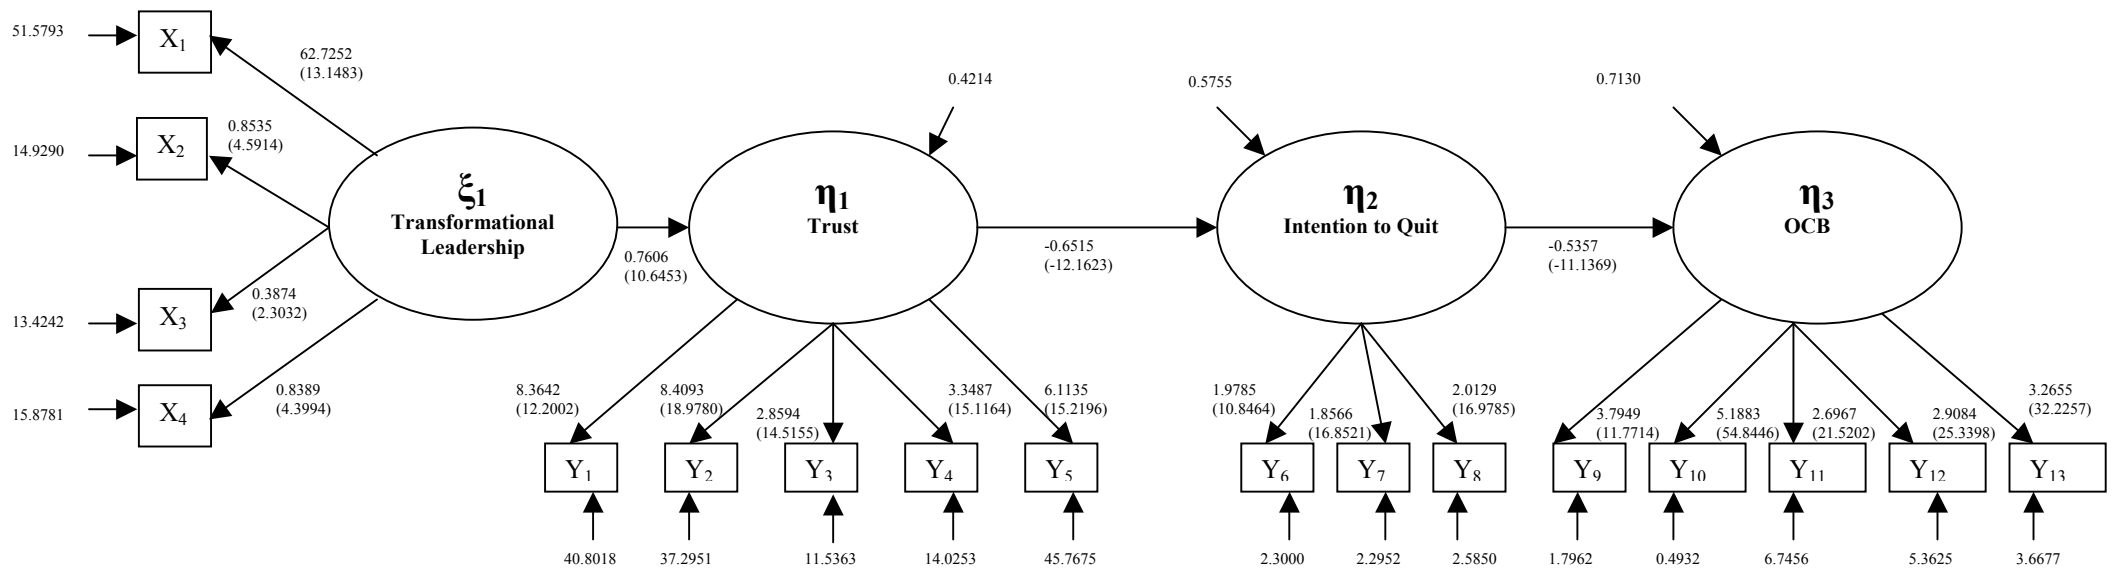 51.5793
X1
62.7252
(13.1483)
0.4214
0.5755
0.7130
14.9290
X2
0.8535
(4.5914)
ξ1
Transformational
Leadership
η1
Trust
η2
Intention to Quit
η3
OCB
0.7606
(10.6453)
-0.6515
(-12.1623)
-0.5357
(-11.1369)
13.4242
X3
0.3874
(2.3032)
15.8781
X4
0.8389
(4.3994)
8.3642
(12.2002)
8.4093
(18.9780)
2.8594
(14.5155)
3.3487
(15.1164)
6.1135
(15.2196)
1.9785
(10.8464)
1.8566
(16.8521)
2.0129
(16.9785)
3.7949
(11.7714)
5.1883
(54.8446)
2.6967
(21.5202)
2.9084
(25.3398)
3.2655
(32.2257)
Y1
Y2
Y3
Y4
Y5
Y6
Y7
Y8
Y9
Y10
Y11
Y12
Y13
40.8018
37.2951
11.5363
14.0253
45.7675
2.3000
2.2952
2.5850
1.7962
0.4932
6.7456
5.3625
3.6677